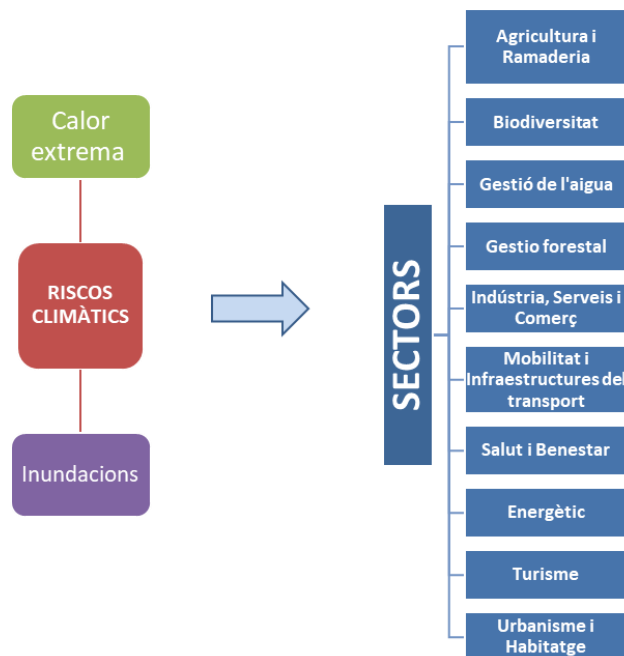 Calor
extrema
RISCOS
CLIMÀTICS
Inundacions
SECTORS
Agricultura i
Ramaderia
Biodiversitat
Gestió de l'aigua
Gestio forestal
Indústria, Serveis i
Comerç
Mobilitat i
Infraestructures del
transport
Salut i Benestar
Energètic
Turisme
Urbanisme i
Habitatge